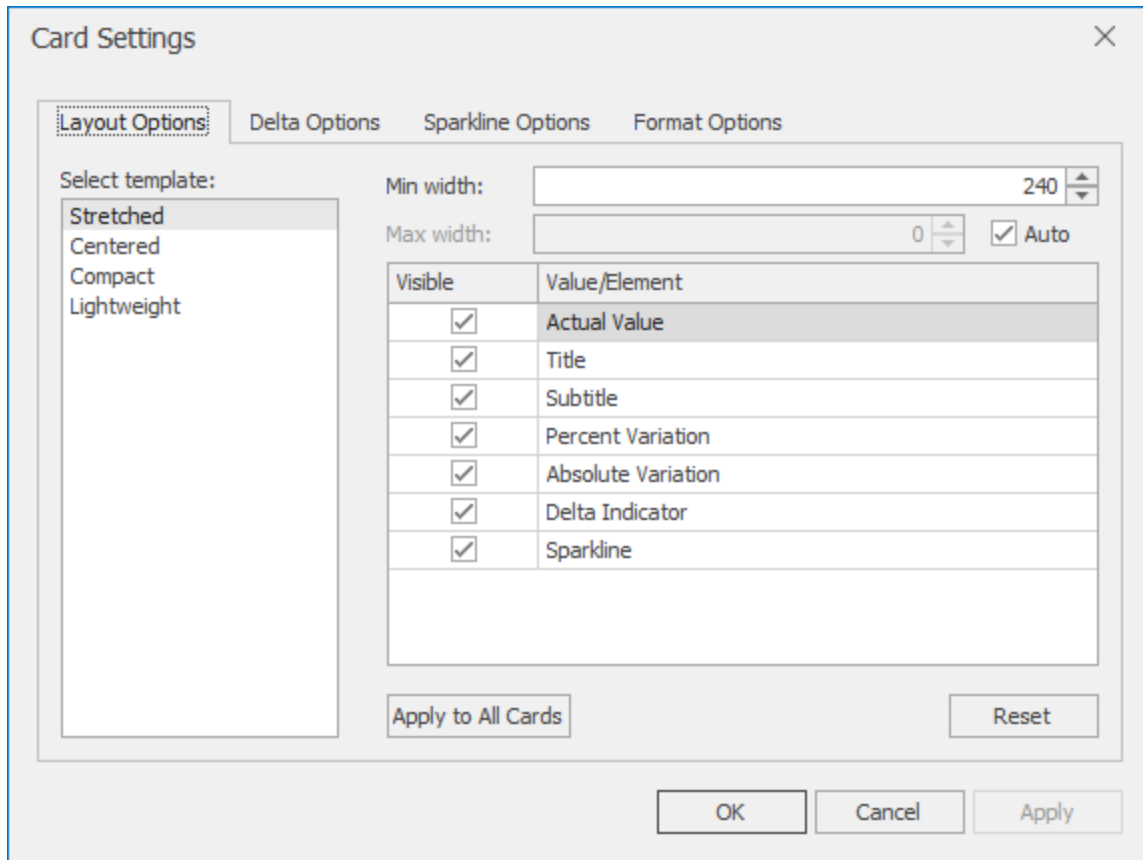 Card Settings
Layout Options Delta Options Sparkline Options Format Options
Select template:
Stretched
Centered
Compact
Lightweight
Min width: 240
Max width: 0 Auto
Visible Value/Element
Actual Value
Title
Subtitle
Percent Variation
Absolute Variation
Delta Indicator
Sparkline
Apply to All Cards Reset
OK Cancel Apply